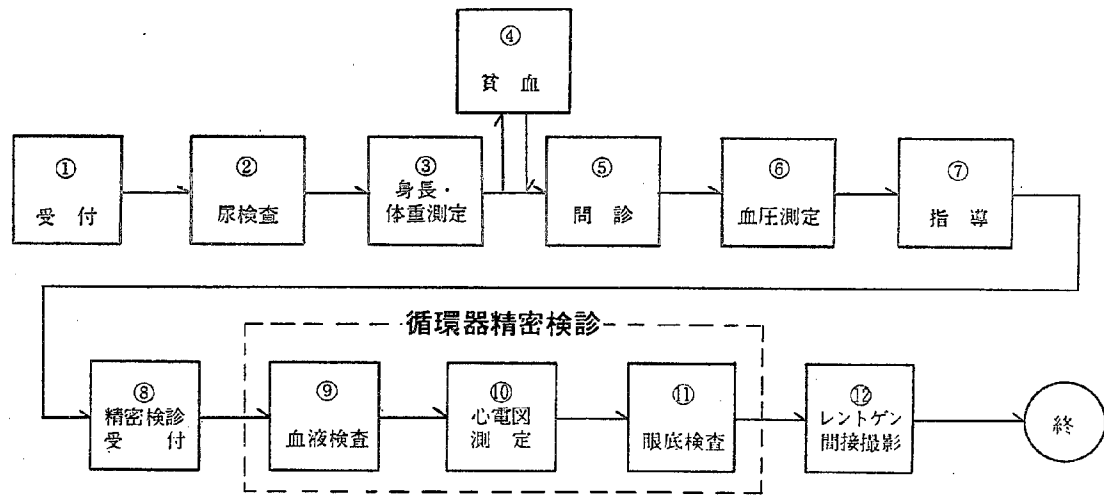 ①
受 付
②
尿検査
③
身長・
体重測定
④
貧 血
⑤
問 診
⑥
血圧測定
⑦
指 導
循環器精密検診
⑧
精密検診
受 付
⑨
血液検査
⑩
心電図
測 定
⑪
眼底検査
⑫
レントゲン
間接撮影
終